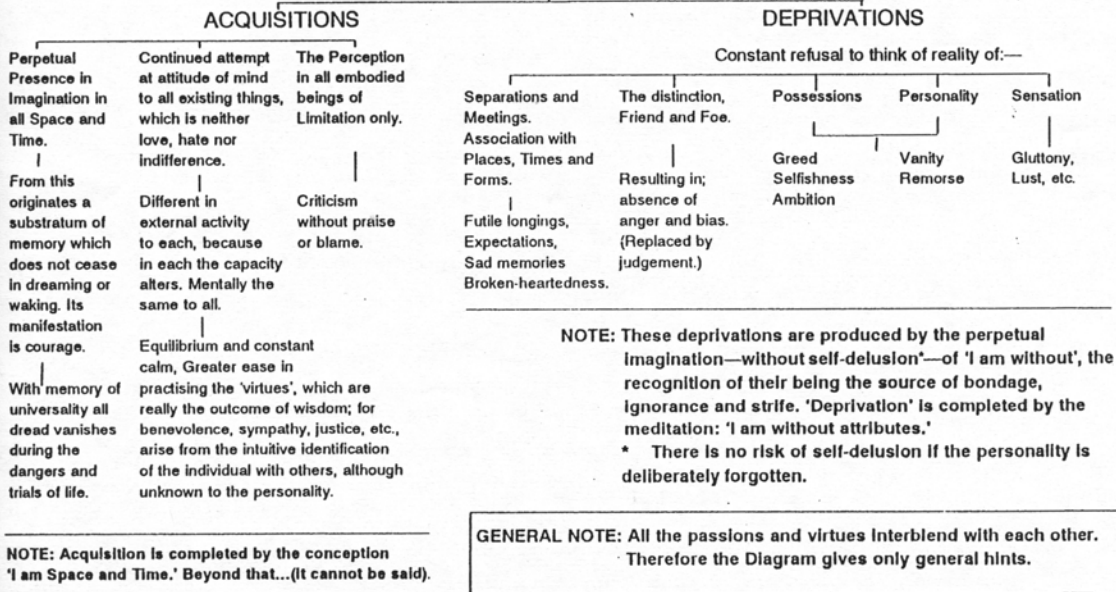 ACQUISITIONS
Perpetual
Presence in
Imagination in
all Space and
Time.
From this
originates a
substratum of
memory which
does not cease
in dreaming or
waking. Its
manifestation
is courage.
With memory of
universality all
dread vanishes
during the
dangers and
trials of life.
Continued attempt
at attitude of mind
to all existing things,
which is neither
love, hate nor
indifference.
Different in
external activity
to each, because
in each the capacity
alters. Mentally the
same to all.
Equilibrium and constant
calm, Greater ease in
practising the 'virtues', which are
really the outcome of wisdom; for
benevolence, sympathy, justice, etc.,
arise from the intuitive identification
of the individual with others, although
unknown to the personality.
The Perception
in all embodied
beings of
Limitation only.
Criticism
without praise
or blame.
NOTE: Acquisition is completed by the conception
'I am Space and Time.' Beyond that...(it cannot be said).
DEPRIVATIONS
Constant refusal to think of reality of:—
Separations and
Meetings.
Association with
Places, Times and
Forms.
Futile longings,
Expectations,
Sad memories
Broken-heartedness.
The distinction,
Friend and Foe.
Resulting in;
absence of
anger and bias.
(Replaced by
judgement.)
Possessions
Greed
Selfishness
Ambition
Personality
Vanity
Remorse
Sensation
Gluttony,
Lust, etc.
NOTE: These deprivations are produced by the perpetual
imagination—without self-delusion*—of 'I am without', the
recognition of their being the source of bondage,
ignorance and strife. 'Deprivation' is completed by the
meditation: 'I am without attributes.'
* There is no risk of self-delusion if the personality is
deliberately forgotten.
GENERAL NOTE: All the passions and virtues interblend with each other.
Therefore the Diagram gives only general hints.